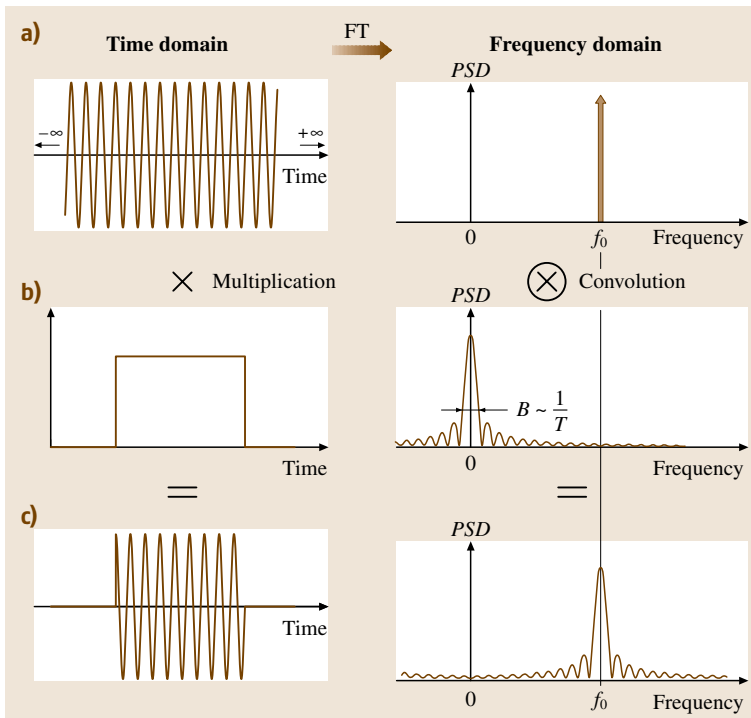 a)
Time domain
FT
Frequency domain
PSD
−∞
+∞
Time
0
f₀
Frequency
× Multiplication
⊗ Convolution
b)
PSD
B ~ 1/T
Time
0
Frequency
=
=
c)
PSD
Time
0
f₀
Frequency